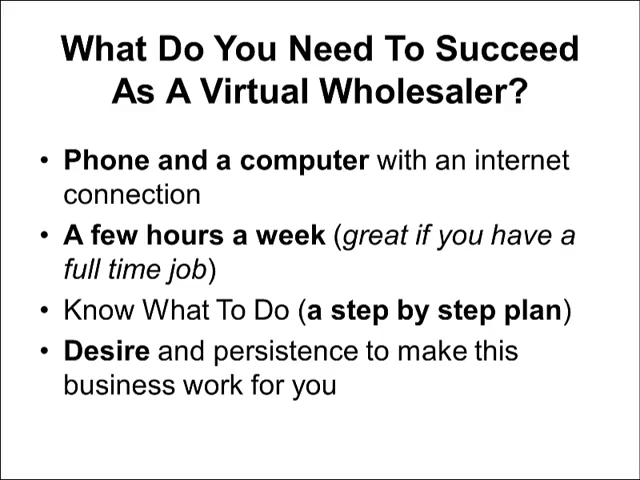 What Do You Need To Succeed
As A Virtual Wholesaler?
• Phone and a computer with an internet
connection
• A few hours a week (great if you have a
full time job)
• Know What To Do (a step by step plan)
• Desire and persistence to make this
business work for you